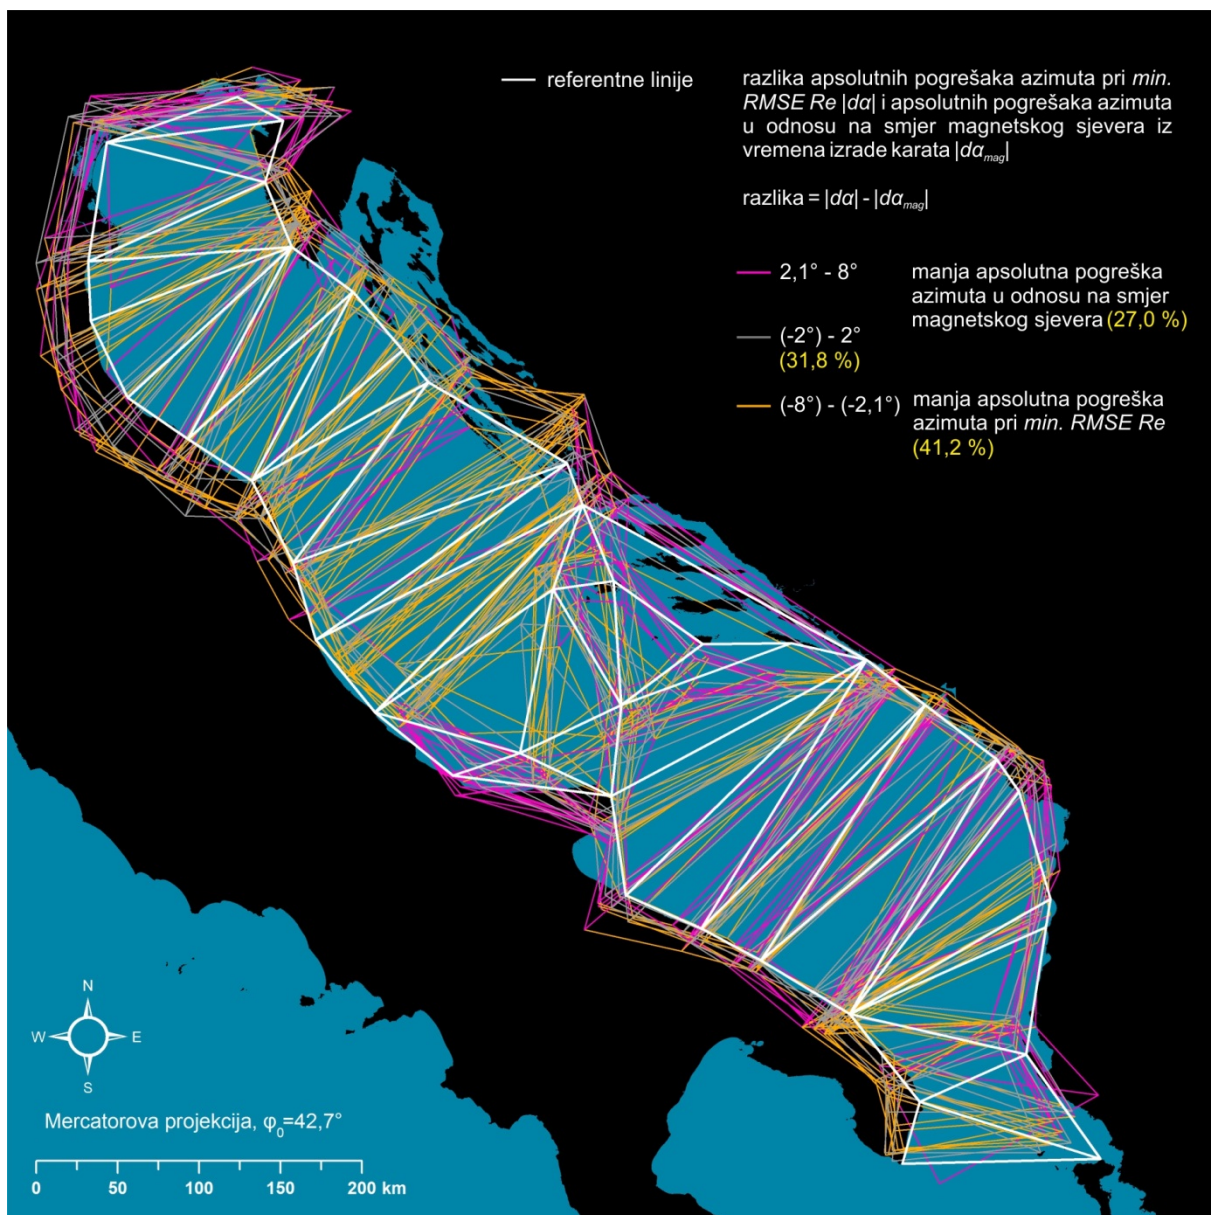 referentne linije
razlika apsolutnih pogrešaka azimuta pri min.
RMSE Re |dα| i apsolutnih pogrešaka azimuta
u odnosu na smjer magnetskog sjevera iz
vremena izrade karata |dαmag|
razlika = |dα| - |dαmag|
2,1° - 8°
manja apsolutna pogreška
azimuta u odnosu na smjer
magnetskog sjevera (27,0 %)
(-2°) - 2°
(31,8 %)
(-8°) - (-2,1°)
manja apsolutna pogreška
azimuta pri min. RMSE Re
(41,2 %)
N
W E
S
Mercatorova projekcija, φ0=42,7°
0 50 100 150 200 km